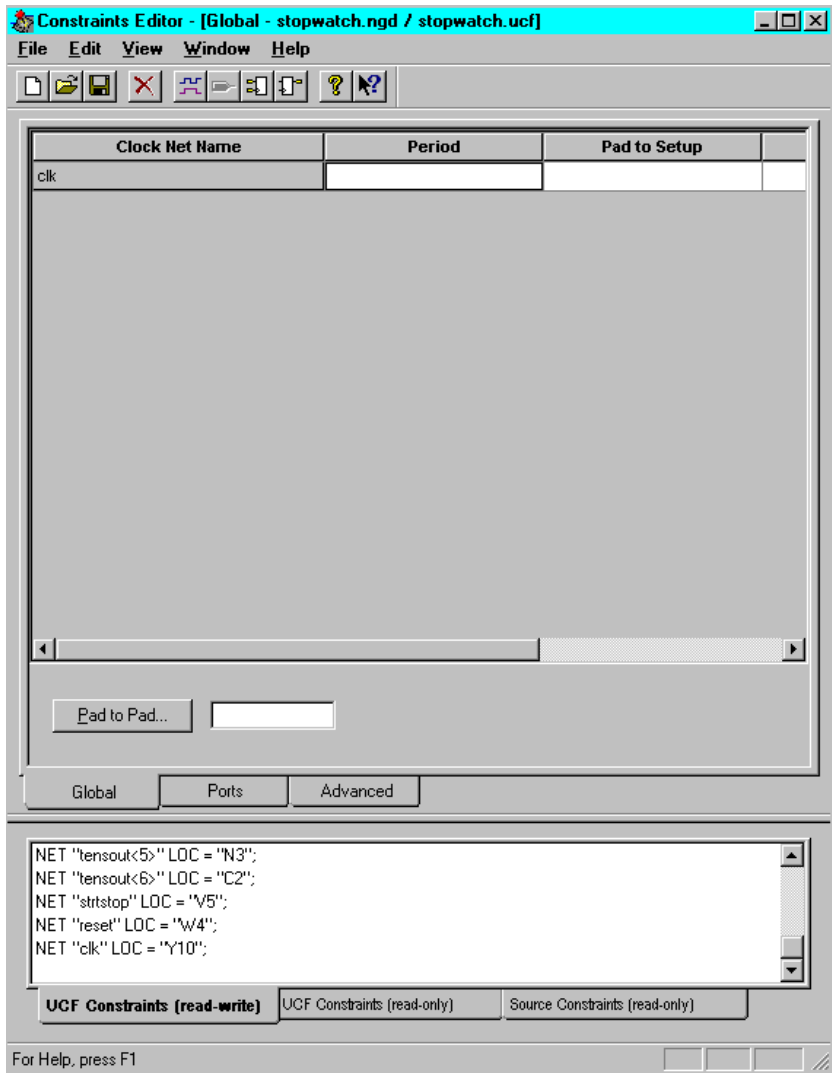 Constraints Editor - [Global - stopwatch.ngd / stopwatch.ucf]
File Edit View Window Help
Clock Net Name Period Pad to Setup
clk
Pad to Pad...
Global Ports Advanced
NET "tensout<5>" LOC = "N3";
NET "tensout<6>" LOC = "C2";
NET "strtstop" LOC = "V5";
NET "reset" LOC = "W4";
NET "clk" LOC = "Y10";
UCF Constraints (read-write) UCF Constraints (read-only) Source Constraints (read-only)
For Help, press F1